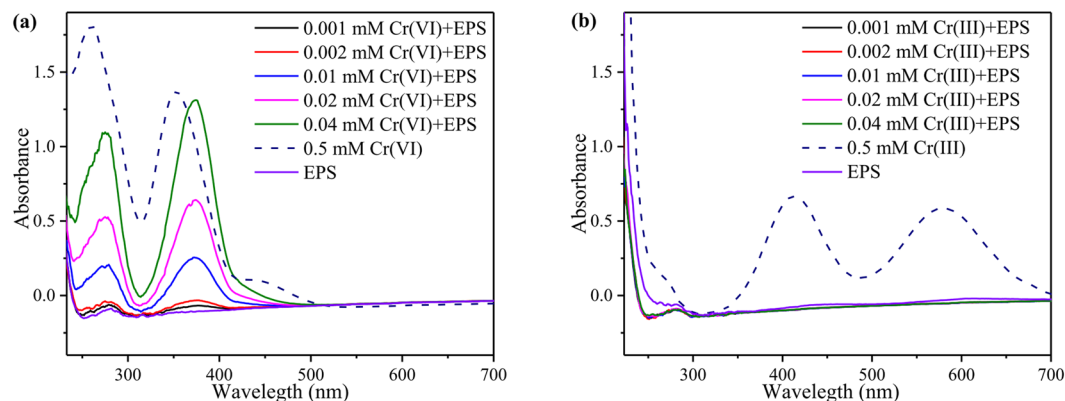 (a)
0.001 mM Cr(VI)+EPS
0.002 mM Cr(VI)+EPS
0.01 mM Cr(VI)+EPS
0.02 mM Cr(VI)+EPS
0.04 mM Cr(VI)+EPS
0.5 mM Cr(VI)
EPS
Absorbance
1.5
1.0
0.5
0.0
300
400
500
600
700
Wavelegth (nm)
(b)
0.001 mM Cr(III)+EPS
0.002 mM Cr(III)+EPS
0.01 mM Cr(III)+EPS
0.02 mM Cr(III)+EPS
0.04 mM Cr(III)+EPS
0.5 mM Cr(III)
EPS
Absorbance
1.5
1.0
0.5
0.0
300
400
500
600
700
Wavelegth (nm)